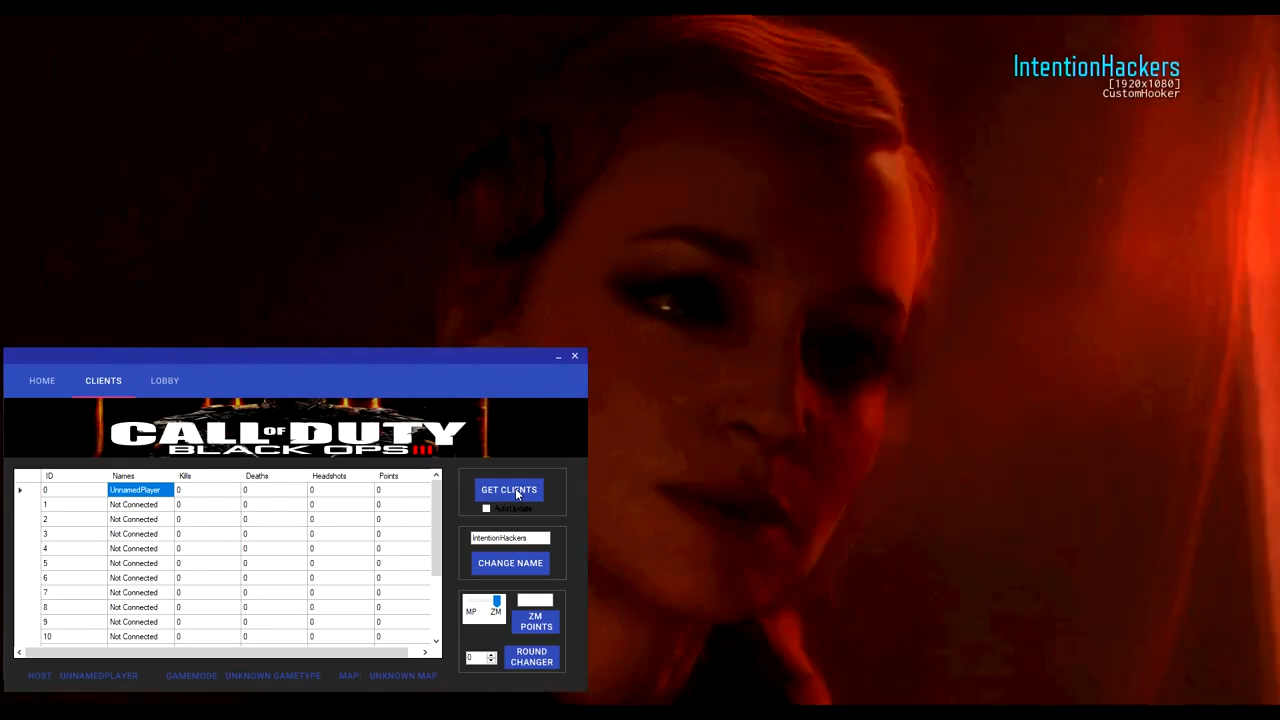 IntentionHackers
[1920x1080]
CustomHooker
HOME CLIENTS LOBBY
CALL OF DUTY
BLACK OPS III
ID Names Kills Deaths Headshots Points
0 UnnamedPlayer 0 0 0 0
1 Not Connected 0 0 0 0
2 Not Connected 0 0 0 0
3 Not Connected 0 0 0 0
4 Not Connected 0 0 0 0
5 Not Connected 0 0 0 0
6 Not Connected 0 0 0 0
7 Not Connected 0 0 0 0
8 Not Connected 0 0 0 0
9 Not Connected 0 0 0 0
10 Not Connected 0 0 0 0
GET CLIENTS
AutoUpdate
IntentionHackers
CHANGE NAME
MP ZM
ZM
POINTS
0
ROUND
CHANGER
HOST UNNAMEDPLAYER GAMEMODE: UNKNOWN GAMETYPE MAP: UNKNOWN MAP